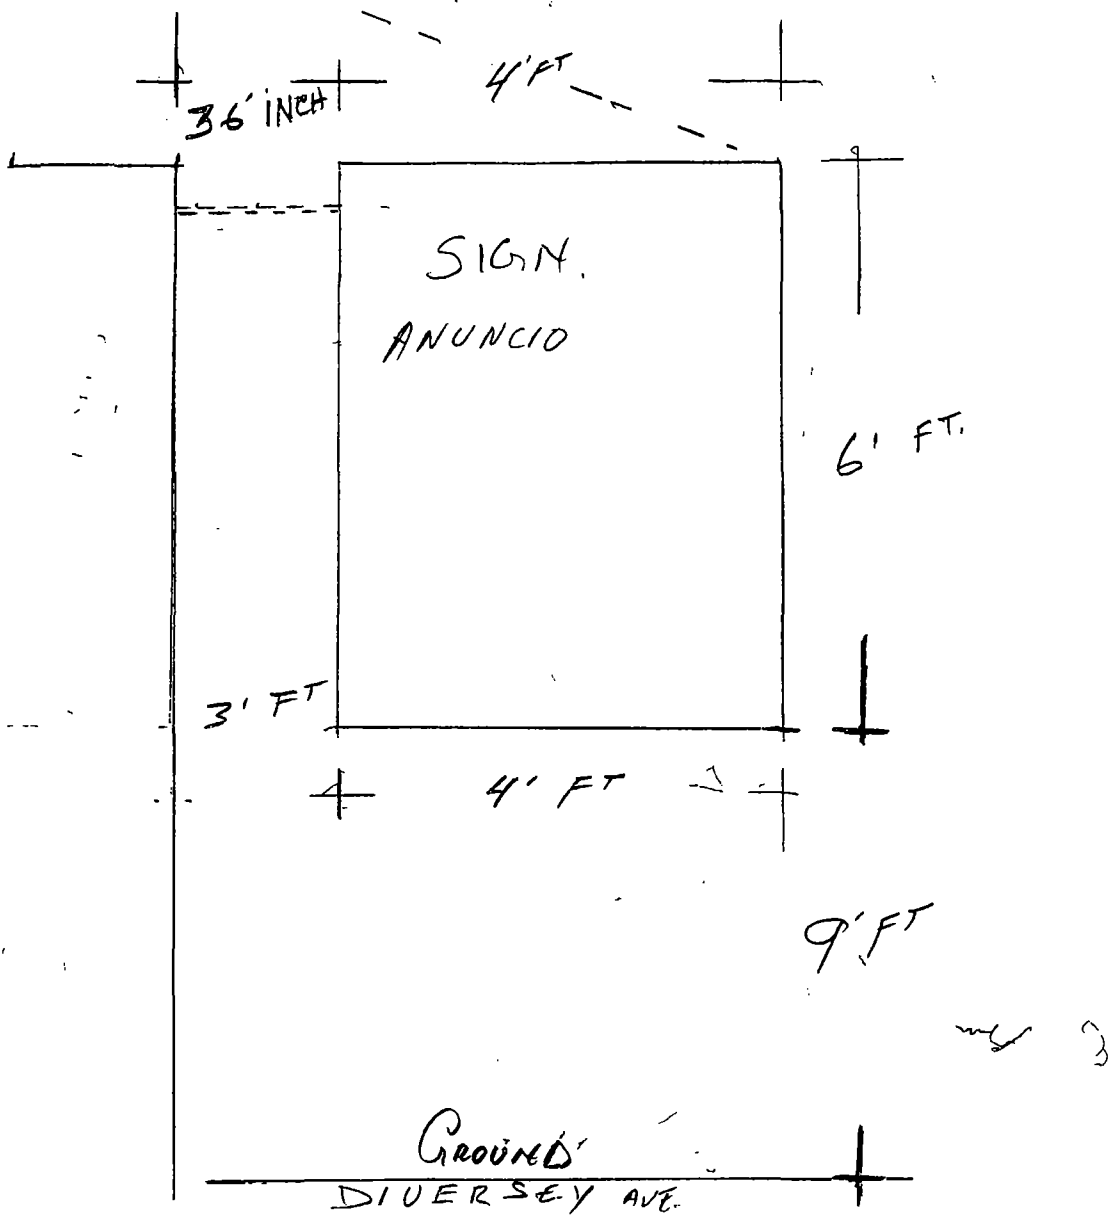 4' FT
36' INCH
SIGN.
ANUNCIO
6' FT.
3' FT
4' FT
9' FT
GROUND
DIVERSEY AVE.